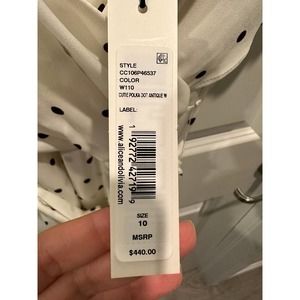 STYLE
CC106P46537
COLOR
W110
CUTIE POLKA DOT ANTIQUE W
LABEL:
www.aliceandolivia.com
SIZE
10
MSRP
$440.00